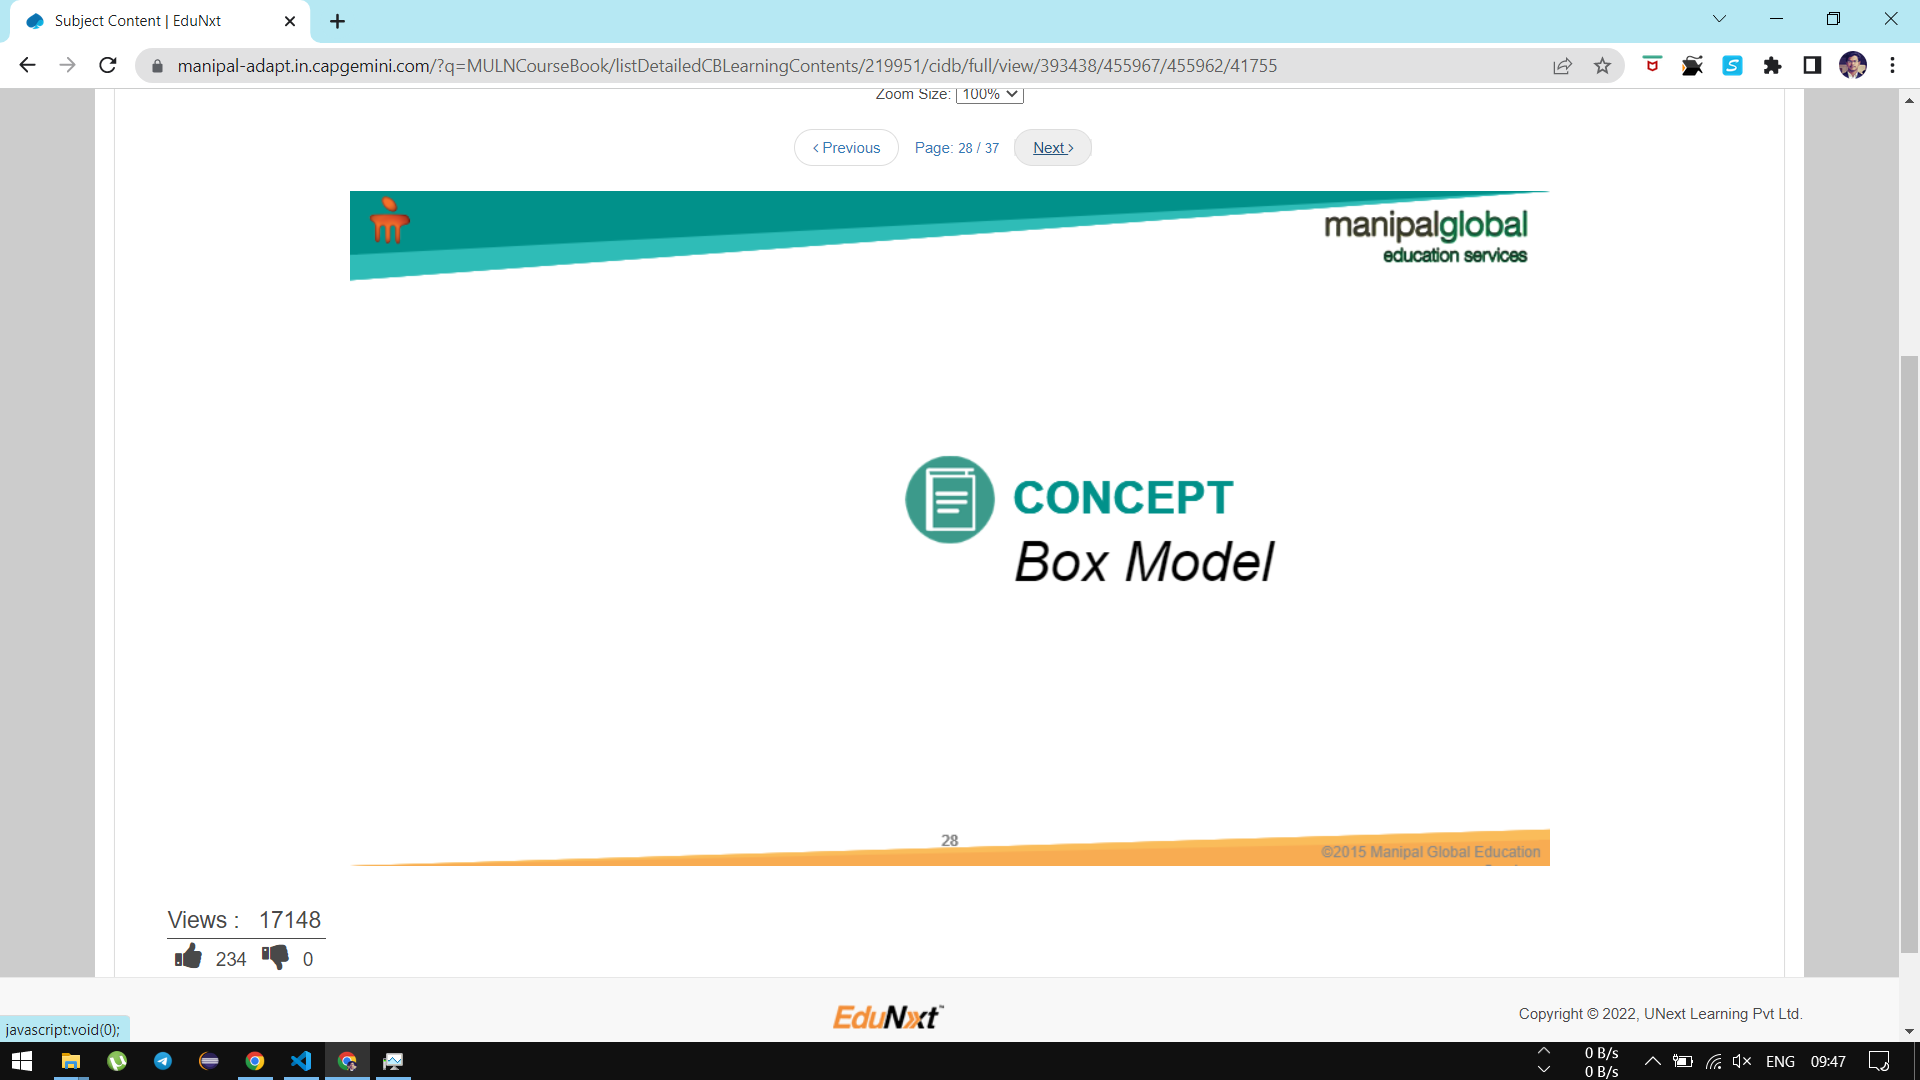 Subject Content | EduNxt
manipal-adapt.in.capgemini.com/?q=MULNCourseBook/listDetailedCBLearningContents/219951/cidb/full/view/393438/455967/455962/41755
Zoom Size: 100%
‹ Previous Page: 28 / 37 Next ›
manipalglobal
education services
CONCEPT
Box Model
28
©2015 Manipal Global Education
Views : 17148
234 0
EduNxt™
Copyright © 2022, UNext Learning Pvt Ltd.
javascript:void(0);
0 B/s
0 B/s
ENG 09:47